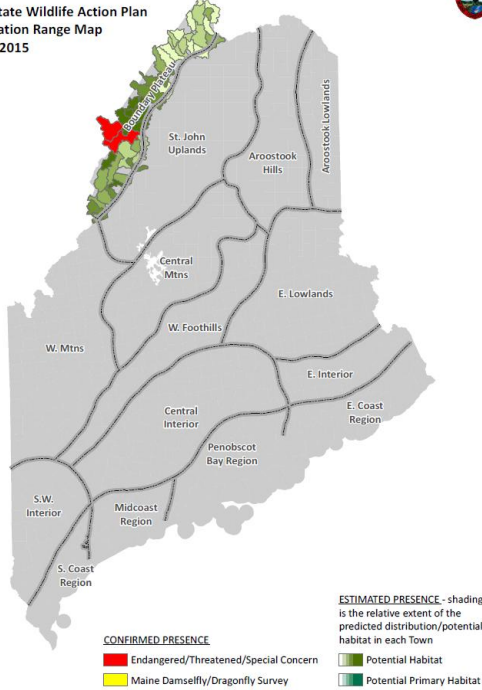 tate Wildlife Action Plan
ation Range Map
2015
Boundary Plateau
St. John
Uplands
Aroostook
Hills
Aroostook Lowlands
Central
Mtns
E. Lowlands
W. Foothills
W. Mtns
E. Interior
Central
Interior
E. Coast
Region
Penobscot
Bay Region
S.W.
Interior
Midcoast
Region
S. Coast
Region
CONFIRMED PRESENCE
Endangered/Threatened/Special Concern
Maine Damselfly/Dragonfly Survey
ESTIMATED PRESENCE - shading
is the relative extent of the
predicted distribution/potential
habitat in each Town
Potential Habitat
Potential Primary Habitat